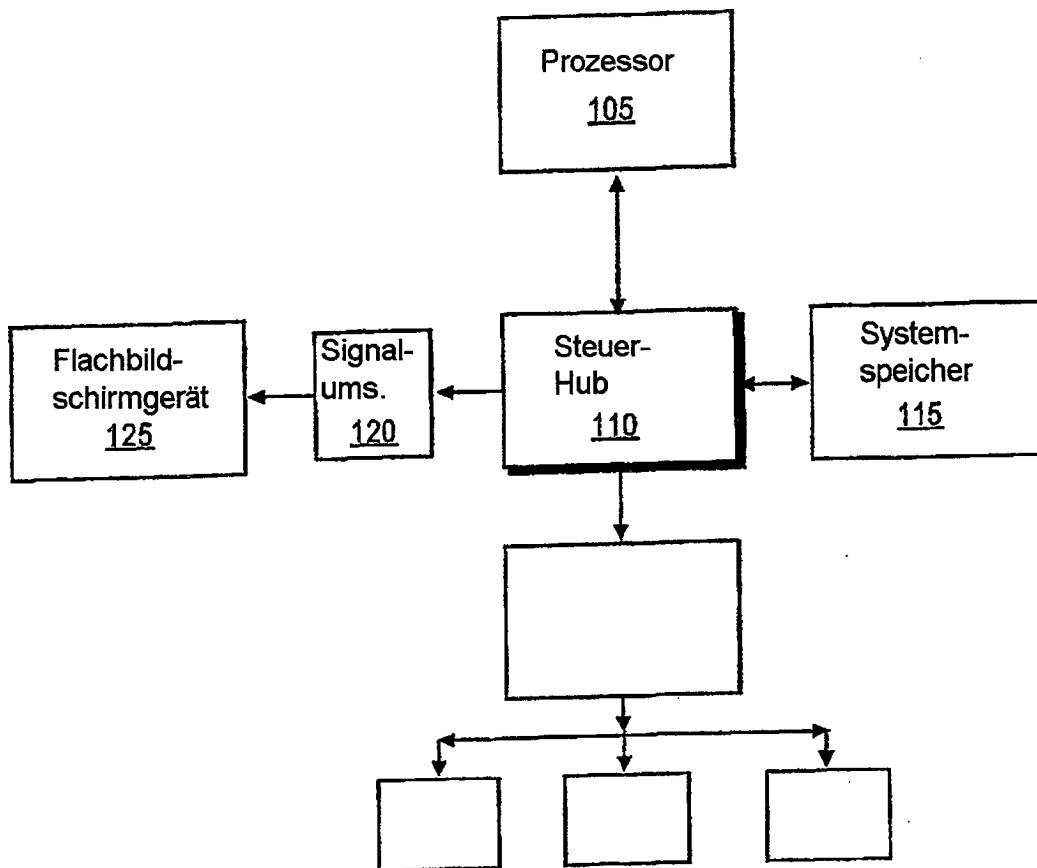 Prozessor
105
Flachbild-
schirmgerät
125
Signal-
ums.
120
Steuer-
Hub
110
System-
speicher
115